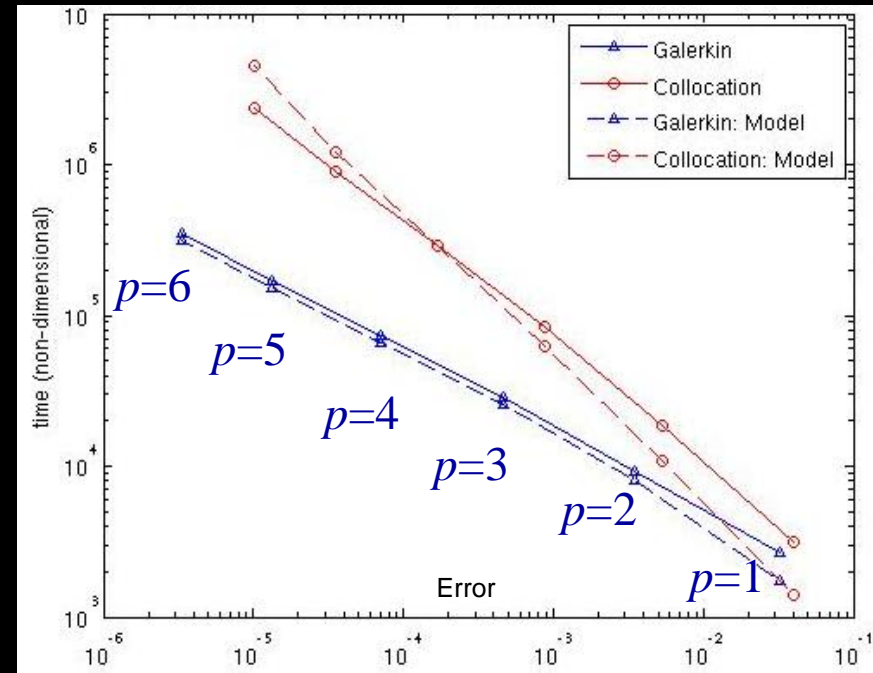 10
Galerkin
Collocation
Galerkin: Model
Collocation: Model
10^6
10^5
10^4
10^3
time (non-dimensional)
p=6
p=5
p=4
p=3
p=2
p=1
Error
10^-6 10^-5 10^-4 10^-3 10^-2 10^-1